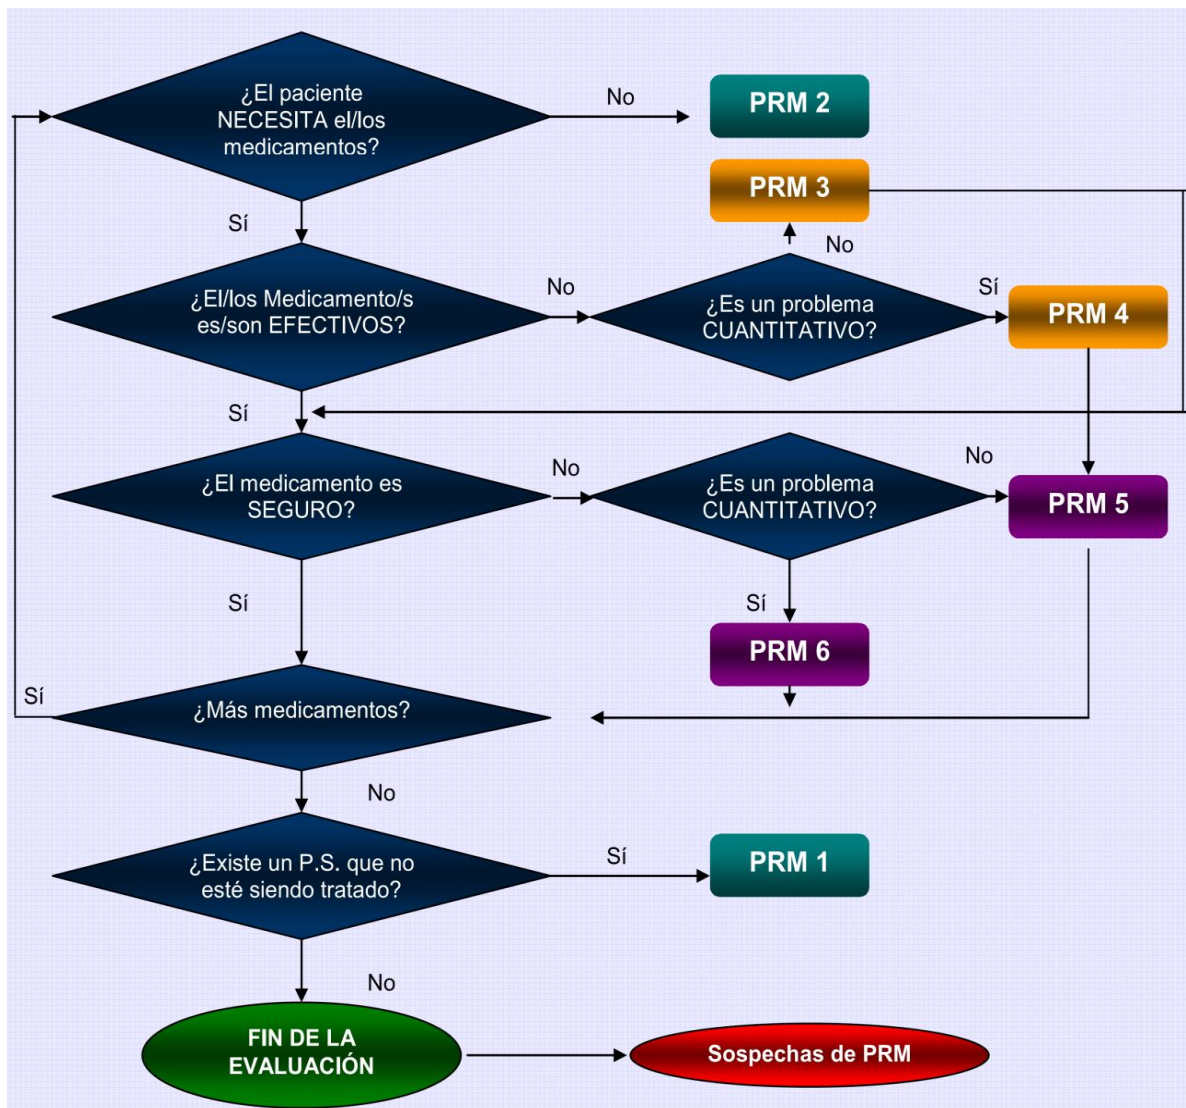 ¿El paciente
NECESITA el/los
medicamentos?
No
PRM 2
PRM 3
Sí
No
¿El/los Medicamento/s
es/son EFECTIVOS?
No
¿Es un problema
CUANTITATIVO?
Sí
PRM 4
Sí
¿El medicamento es
SEGURO?
No
¿Es un problema
CUANTITATIVO?
No
PRM 5
Sí
Sí
PRM 6
Sí
¿Más medicamentos?
No
¿Existe un P.S. que no
esté siendo tratado?
Sí
PRM 1
No
FIN DE LA
EVALUACIÓN
Sospechas de PRM